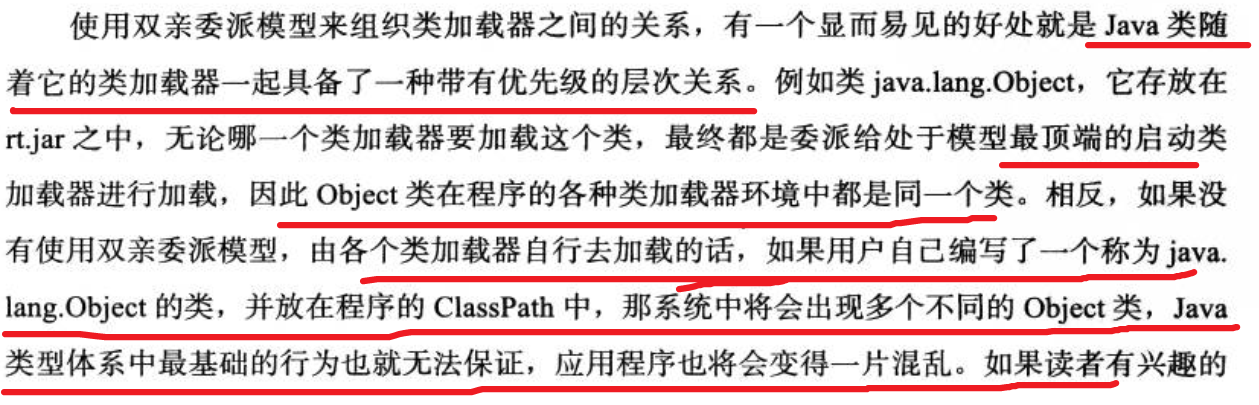 使用双亲委派模型来组织类加载器之间的关系，有一个显而易见的好处就是 Java 类随
着它的类加载器一起具备了一种带有优先级的层次关系。例如类 java.lang.Object，它存放在
rt.jar 之中，无论哪一个类加载器要加载这个类，最终都是委派给处于模型最顶端的启动类
加载器进行加载，因此 Object 类在程序的各种类加载器环境中都是同一个类。相反，如果没
有使用双亲委派模型，由各个类加载器自行去加载的话，如果用户自己编写了一个称为 java.
lang.Object 的类，并放在程序的 ClassPath 中，那系统中将会出现多个不同的 Object 类，Java
类型体系中最基础的行为也就无法保证，应用程序也将会变得一片混乱。如果读者有兴趣的